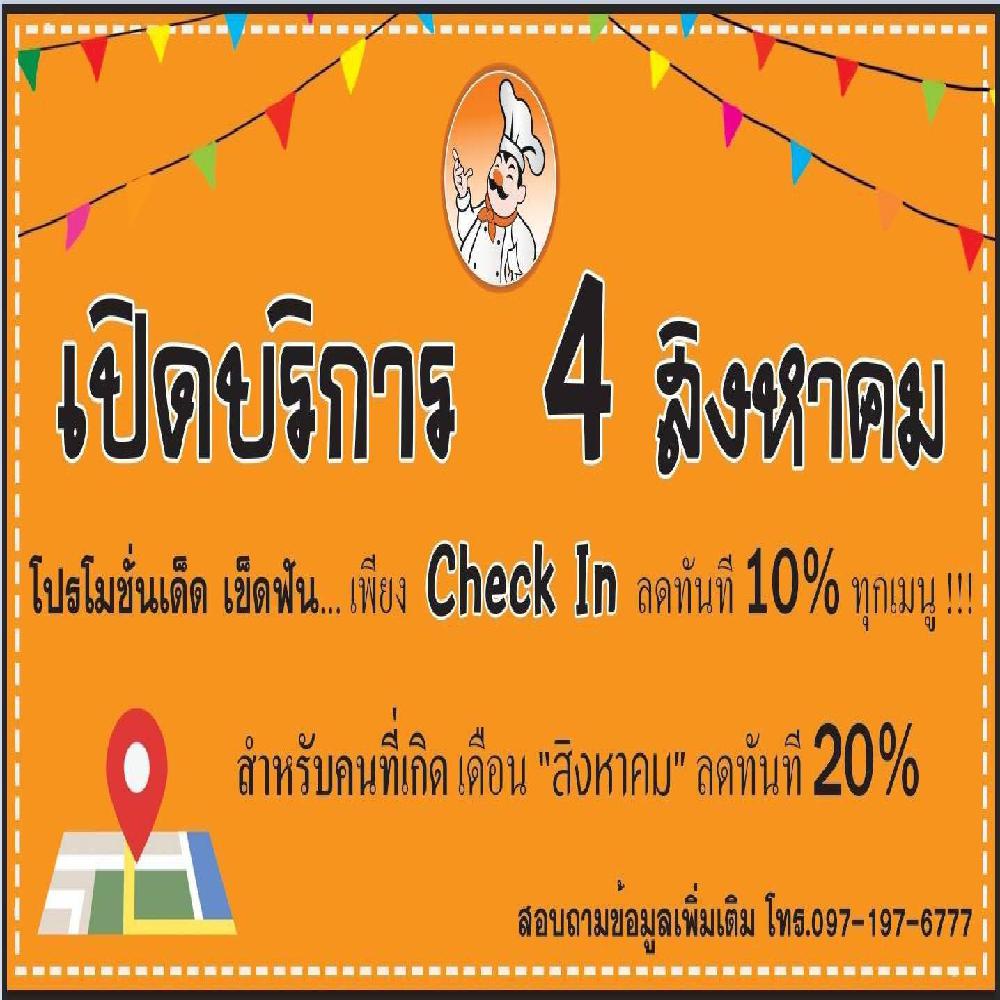 เปิดบริการ 4 สิงหาคม
โปรโมชั่นเด็ด เข็ดฟัน... เพียง Check In ลดทันที 10% ทุกเมนู !!!
สำหรับคนที่เกิด เดือน "สิงหาคม" ลดทันที 20%
สอบถามข้อมูลเพิ่มเติม โทร.097-197-6777